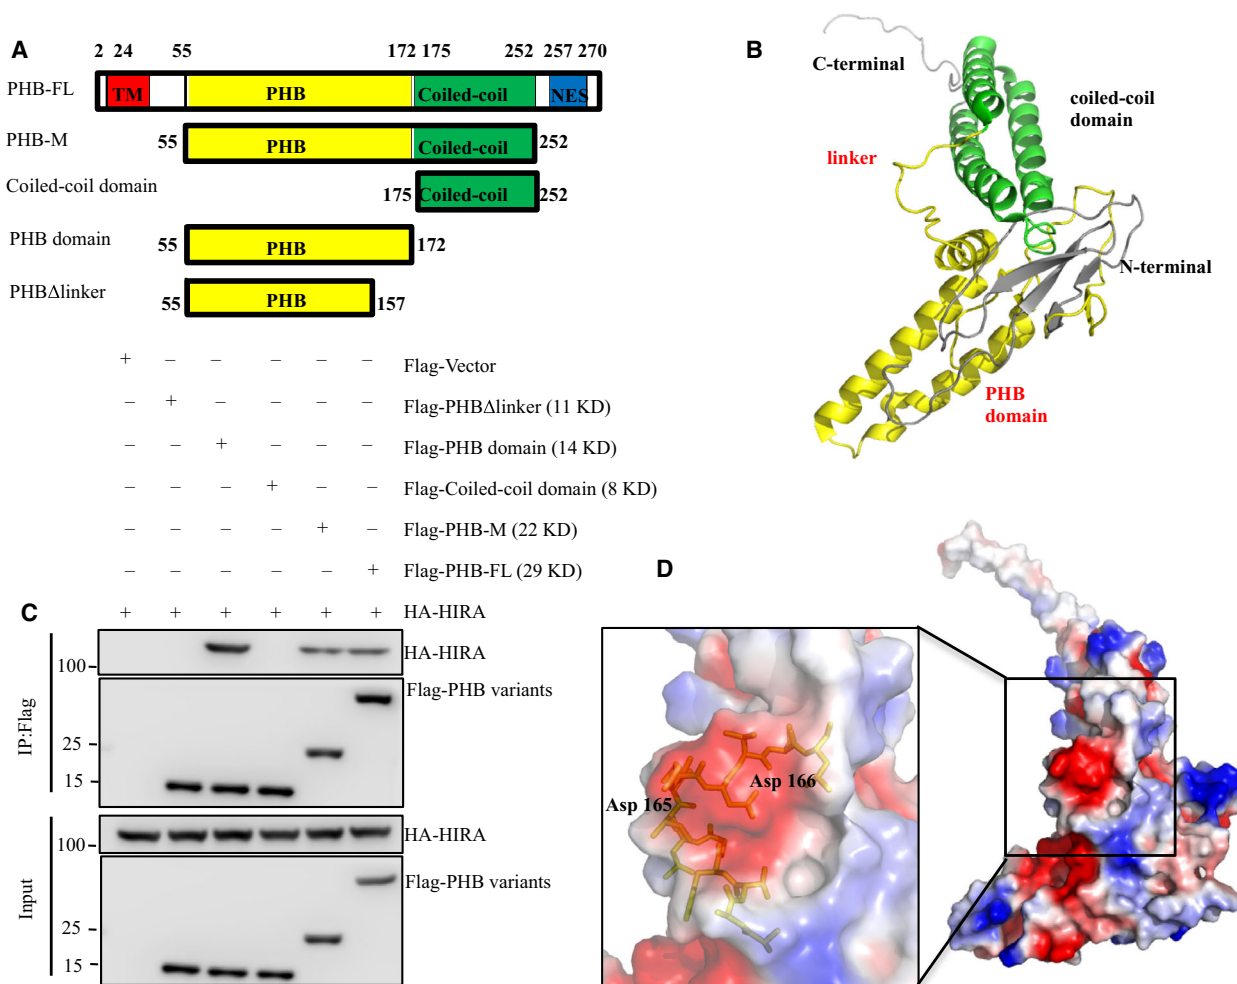 A
2 24 55 172 175 252 257 270
PHB-FL TM PHB Coiled-coil NES
PHB-M 55 PHB Coiled-coil 252
Coiled-coil domain 175 Coiled-coil 252
PHB domain 55 PHB 172
PHBΔlinker 55 PHB 157
B
C-terminal
coiled-coil
domain
linker
N-terminal
PHB
domain
+ – – – – – Flag-Vector
– + – – – – Flag-PHBΔlinker (11 KD)
– – + – – – Flag-PHB domain (14 KD)
– – – + – – Flag-Coiled-coil domain (8 KD)
– – – – + – Flag-PHB-M (22 KD)
– – – – – + Flag-PHB-FL (29 KD)
C
+ + + + + + HA-HIRA
IP:Flag
100 HA-HIRA
Flag-PHB variants
25
15
Input
100 HA-HIRA
Flag-PHB variants
25
15
D
Asp 166
Asp 165